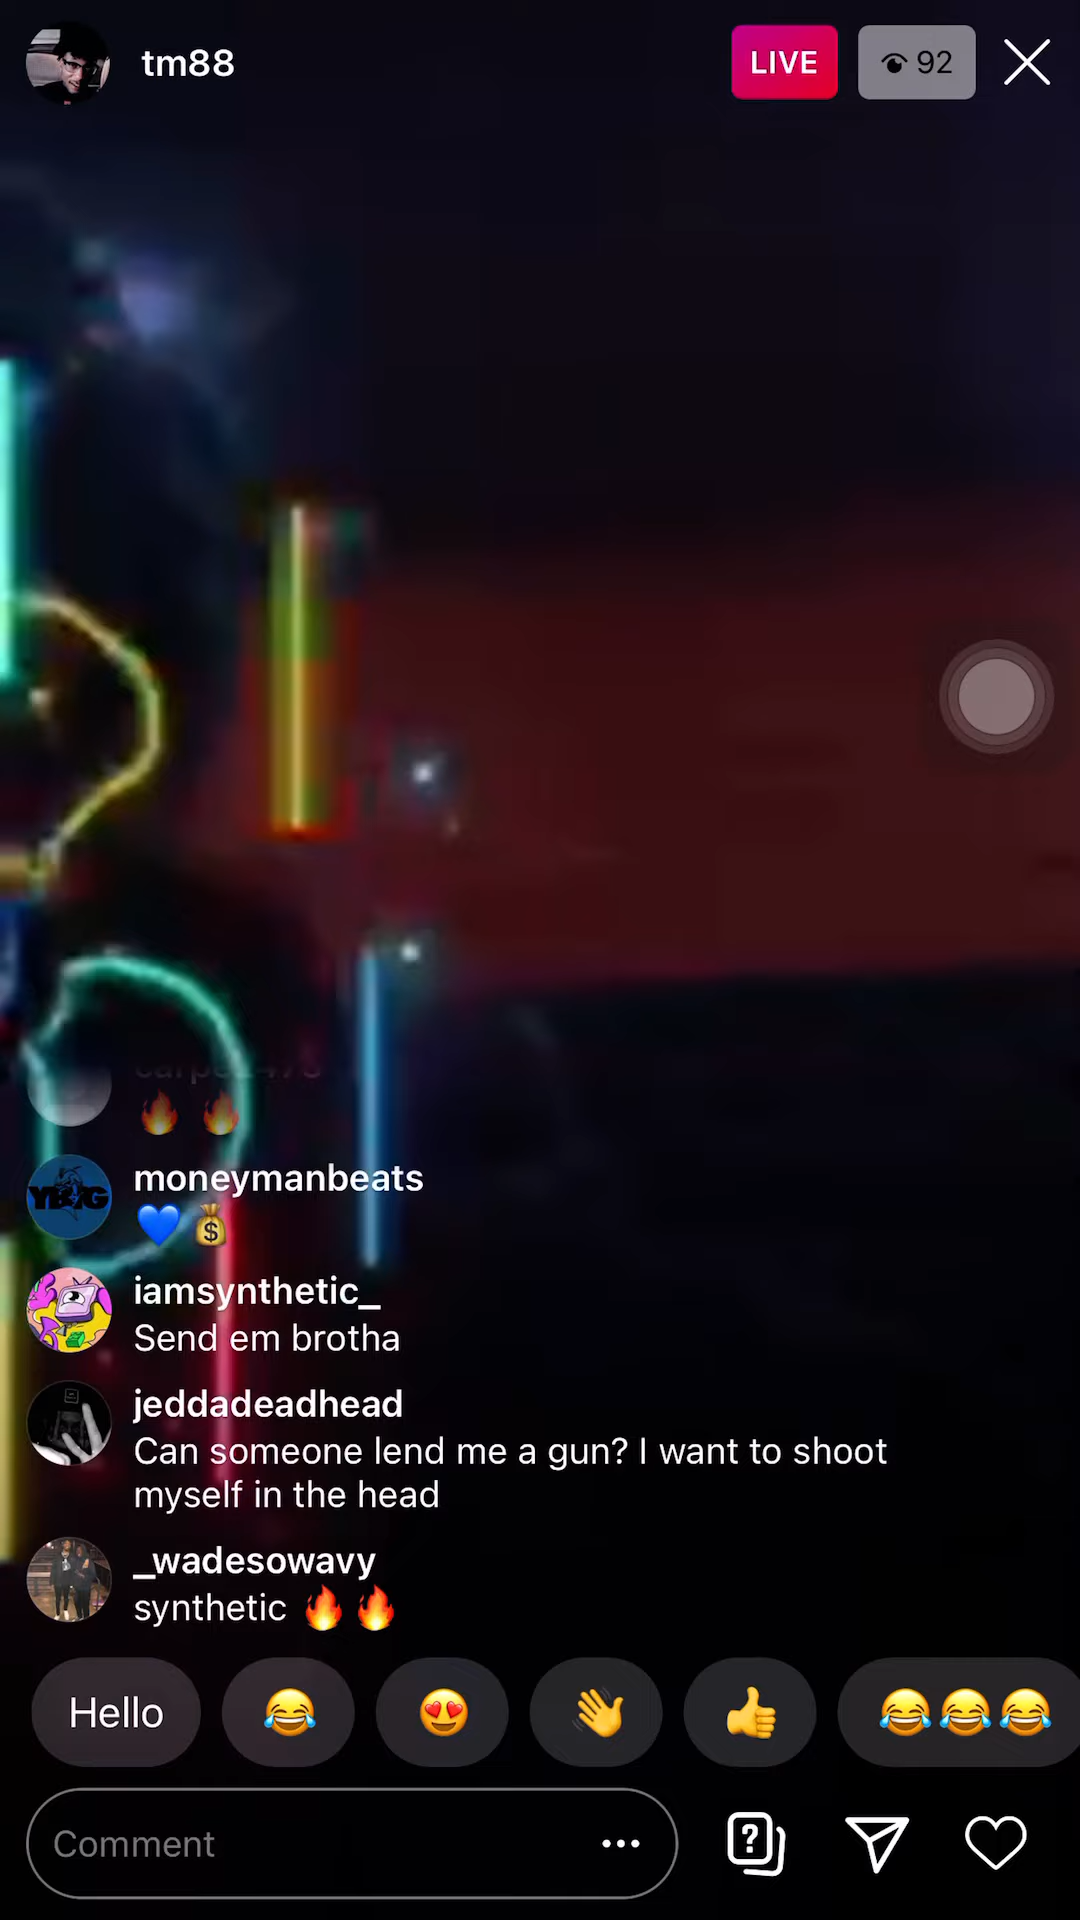 tm88
LIVE
92
moneymanbeats
💙 💰
iamsynthetic_
Send em brotha
jeddadeadhead
Can someone lend me a gun? I want to shoot
myself in the head
_wadesowavy
synthetic 🔥🔥
Hello
Comment